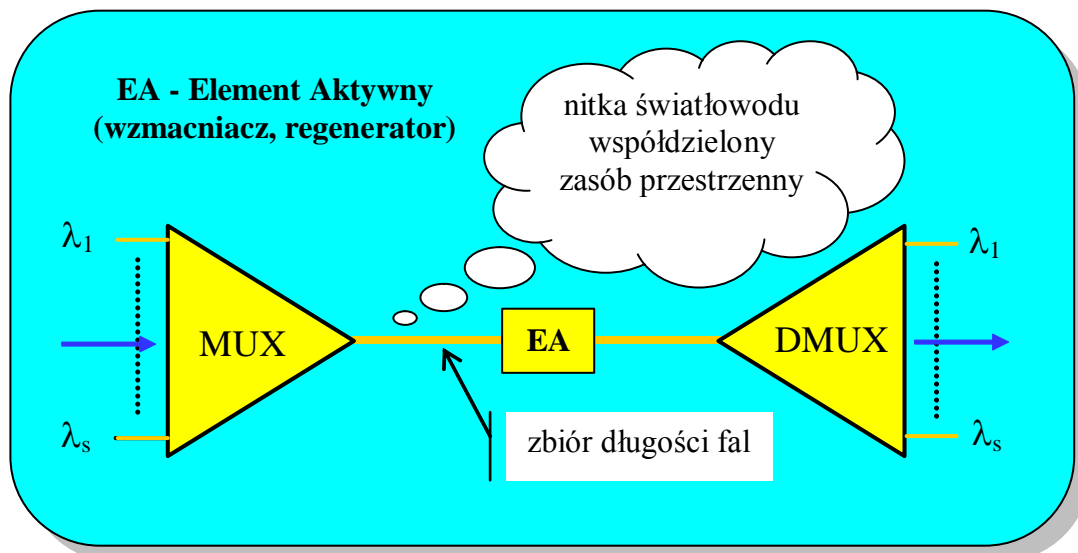 EA - Element Aktywny
(wzmacniacz, regenerator)
nitka światłowodu
współdzielony
zasób przestrzenny
λ1
λ1
MUX
EA
DMUX
λs
λs
zbiór długości fal